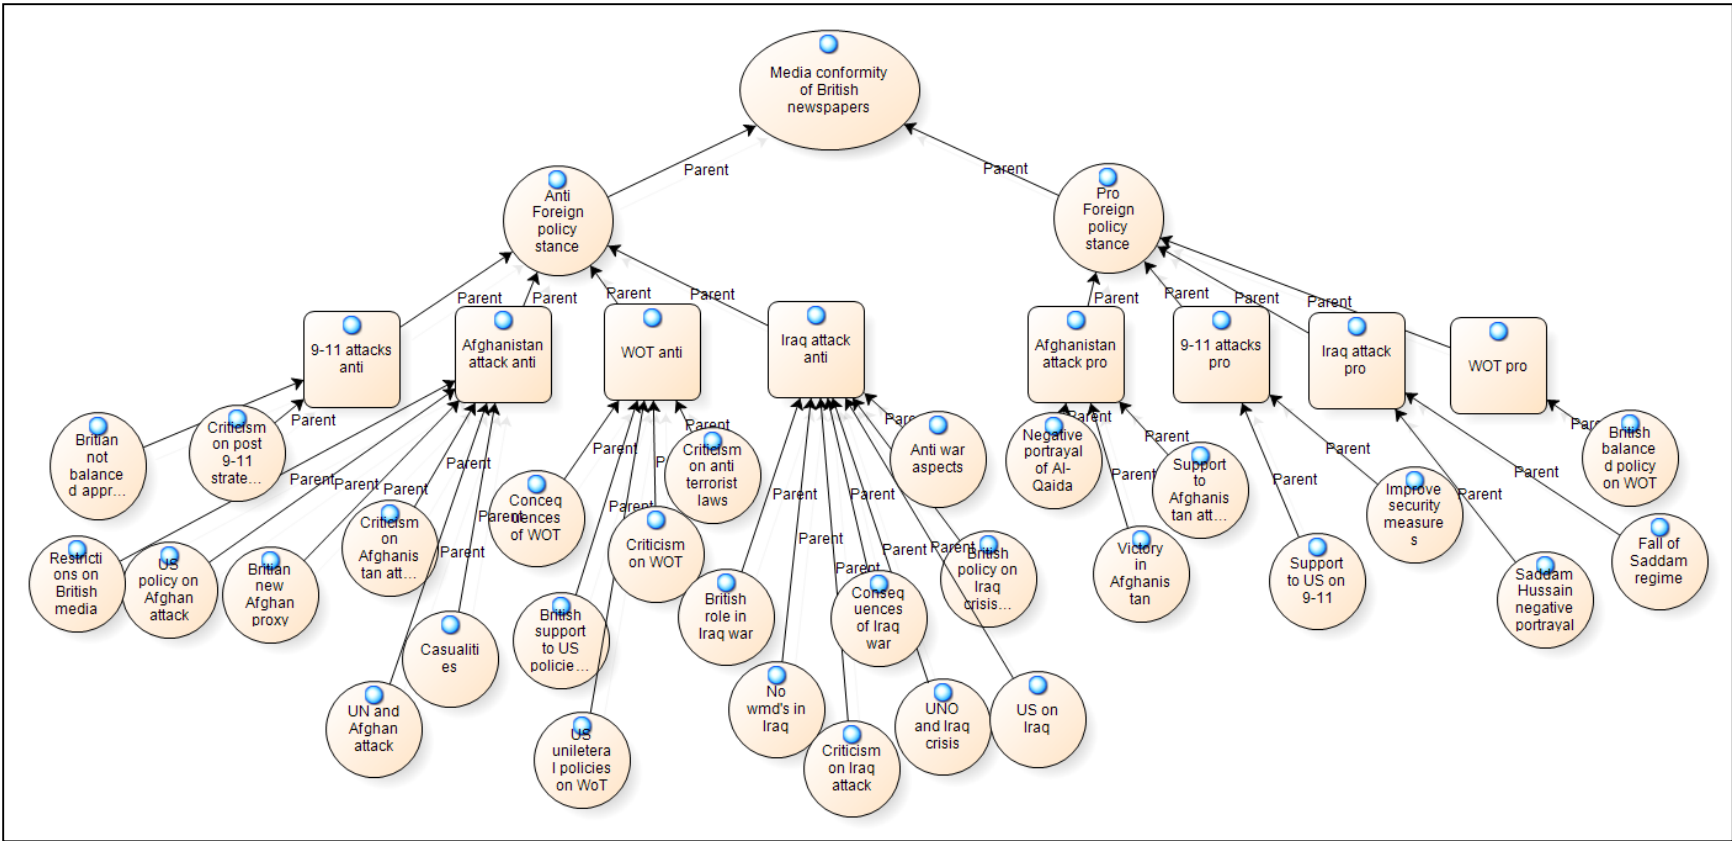 Media conformity
of British
newspapers
Parent
Parent
Anti
Foreign
policy
stance
Pro
Foreign
policy
stance
Parent
Parent
Parent
Parent
Parent
Parent
Parent
Parent
9-11 attacks
anti
Afghanistan
attack anti
WOT anti
Iraq attack
anti
Afghanistan
attack pro
9-11 attacks
pro
Iraq attack
pro
WOT pro
Britian
not
balance
d appr...
Parent
Criticism
on post
9-11
strate...
Parent
Parent
Parent
Parent
Parent
Parent
Restricti
ons on
British
media
US
policy on
Afghan
attack
Britian
new
Afghan
proxy
Criticism
on
Afghanis
tan att...
UN and
Afghan
attack
Casualiti
es
Parent
Parent
Conceq
uences
of WOT
British
support
to US
policie...
US
uniletera
l policies
on WoT
Criticism
on WOT
Criticism
on anti
terrorist
laws
Parent
Parent
Parent
Parent
Parent
Parent
British
role in
Iraq war
No
wmd's in
Iraq
Criticism
on Iraq
attack
Conseq
uences
of Iraq
war
UNO
and Iraq
crisis
US on
Iraq
British
policy on
Iraq
crisis...
Anti war
aspects
Parent
Parent
Parent
Negative
portrayal
of Al-
Qaida
Victory
in
Afghanis
tan
Support
to
Afghanis
tan att...
Parent
Parent
Support
to US on
9-11
Improve
security
measure
s
Parent
Parent
Saddam
Hussain
negative
portrayal
Fall of
Saddam
regime
British
balance
d policy
on WOT